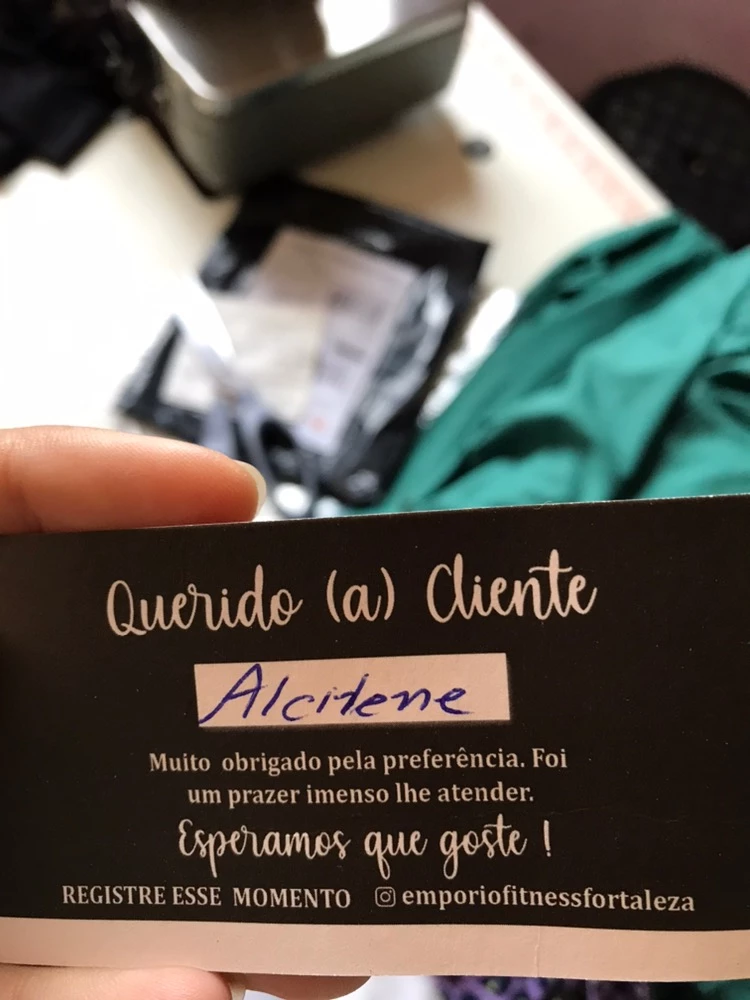 Querido (a) Cliente
Alcilene
Muito obrigado pela preferência. Foi
um prazer imenso lhe atender.
Esperamos que goste !
REGISTRE ESSE MOMENTO emporiofitnessfortaleza